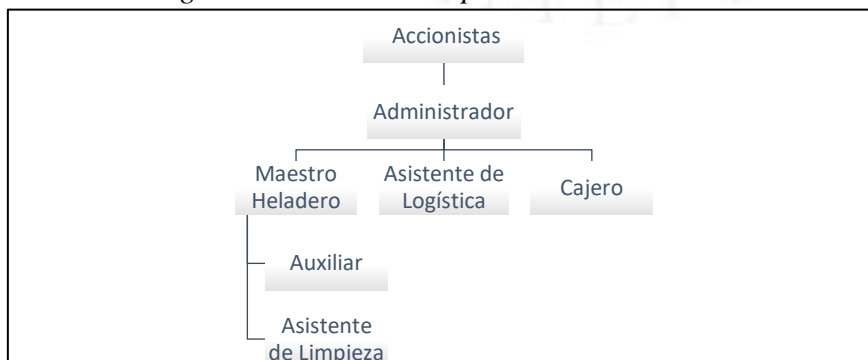 Accionistas
Administrador
Maestro
Heladero
Asistente de
Logística
Cajero
Auxiliar
Asistente
de Limpieza